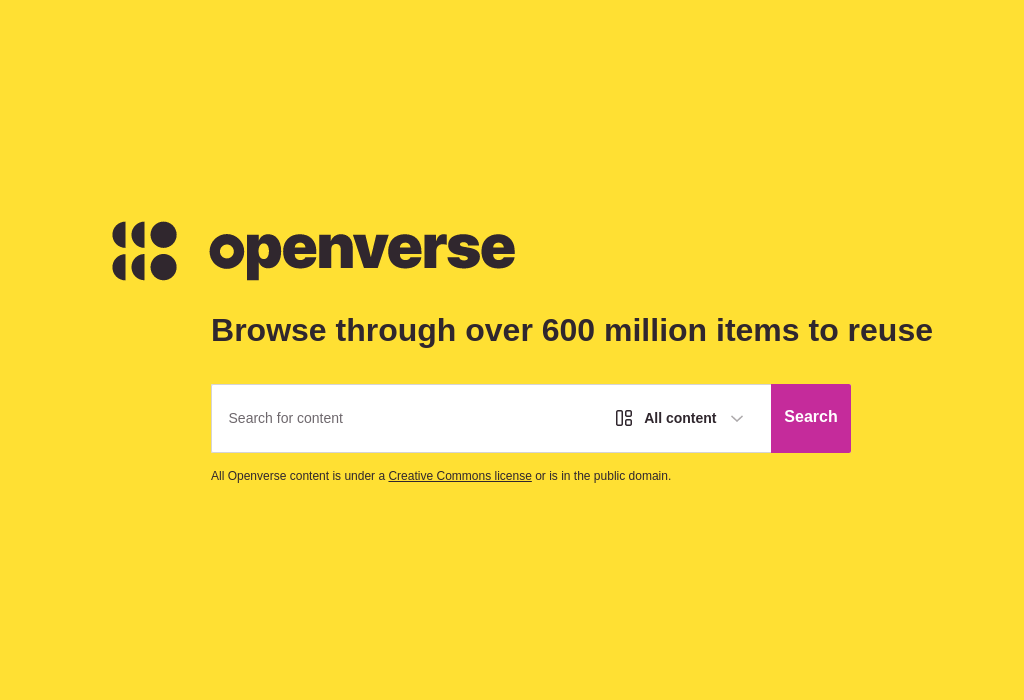 openverse
Browse through over 600 million items to reuse
Search for content
All content
Search
All Openverse content is under a Creative Commons license or is in the public domain.